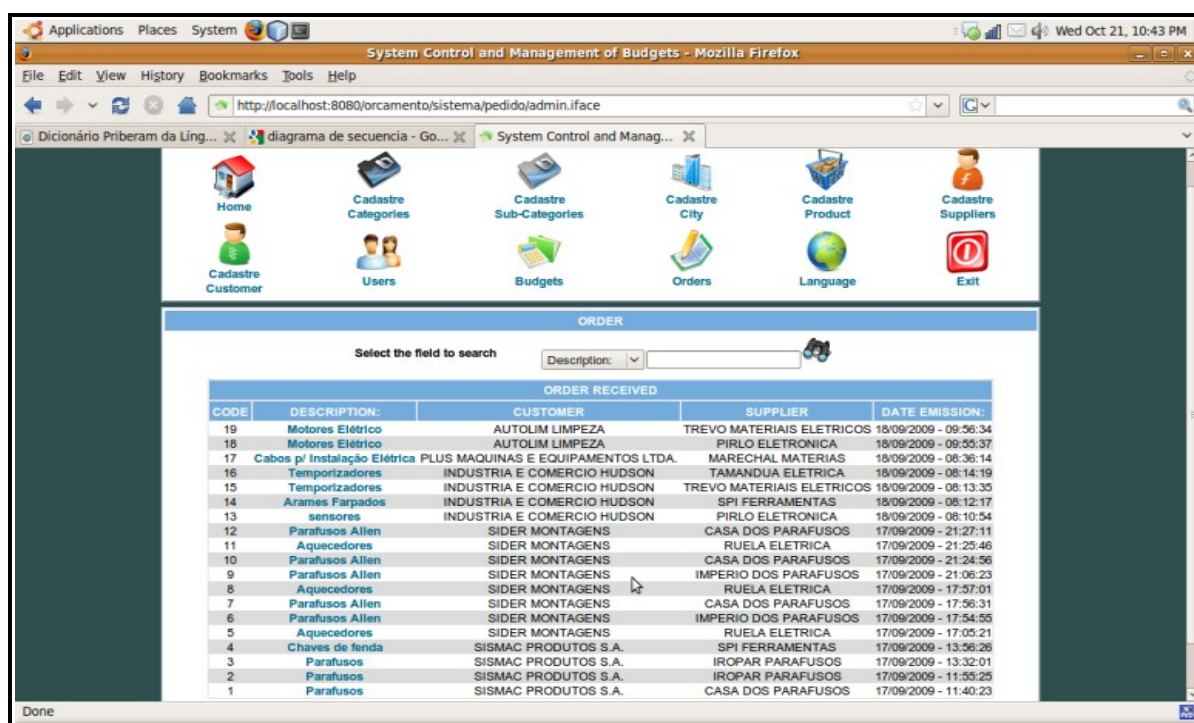 Applications Places System Wed Oct 21, 10:43 PM
System Control and Management of Budgets - Mozilla Firefox
File Edit View History Bookmarks Tools Help
http://localhost:8080/orcamento/sistema/pedido/admin.iface
Dicionário Priberam da Líng... diagrama de secuencia - Go... System Control and Manag...
Home Cadastre Categories Cadastre Sub-Categories Cadastre City Cadastre Product Cadastre Suppliers
Cadastre Customer Users Budgets Orders Language Exit
ORDER
Select the field to search Description:
ORDER RECEIVED
CODE DESCRIPTION: CUSTOMER SUPPLIER DATE EMISSION:
19 Motores Elétrico AUTOLIM LIMPEZA TREVO MATERIAIS ELETRICOS 18/09/2009 - 09:56:34
18 Motores Elétrico AUTOLIM LIMPEZA PIRLO ELETRONICA 18/09/2009 - 09:55:37
17 Cabos p/ Instalação Elétrica PLUS MAQUINAS E EQUIPAMENTOS LTDA. MARECHAL MATERIAS 18/09/2009 - 08:36:14
16 Temporizadores INDUSTRIA E COMERCIO HUDSON TAMANDUA ELETRICA 18/09/2009 - 08:14:19
15 Temporizadores INDUSTRIA E COMERCIO HUDSON TREVO MATERIAIS ELETRICOS 18/09/2009 - 08:13:35
14 Arames Farpados INDUSTRIA E COMERCIO HUDSON SPI FERRAMENTAS 18/09/2009 - 08:12:17
13 sensores INDUSTRIA E COMERCIO HUDSON PIRLO ELETRONICA 18/09/2009 - 08:10:54
12 Parafusos Allen SIDER MONTAGENS CASA DOS PARAFUSOS 17/09/2009 - 21:27:11
11 Aquecedores SIDER MONTAGENS RUELA ELETRICA 17/09/2009 - 21:25:46
10 Parafusos Allen SIDER MONTAGENS CASA DOS PARAFUSOS 17/09/2009 - 21:24:56
9 Parafusos Allen SIDER MONTAGENS IMPERIO DOS PARAFUSOS 17/09/2009 - 21:06:23
8 Aquecedores SIDER MONTAGENS RUELA ELETRICA 17/09/2009 - 17:57:01
7 Parafusos Allen SIDER MONTAGENS CASA DOS PARAFUSOS 17/09/2009 - 17:56:31
6 Parafusos Allen SIDER MONTAGENS IMPERIO DOS PARAFUSOS 17/09/2009 - 17:54:55
5 Aquecedores SIDER MONTAGENS RUELA ELETRICA 17/09/2009 - 17:05:21
4 Chaves de fenda SISMAC PRODUTOS S.A. SPI FERRAMENTAS 17/09/2009 - 13:56:26
3 Parafusos SISMAC PRODUTOS S.A. IROPAR PARAFUSOS 17/09/2009 - 13:32:01
2 Parafusos SISMAC PRODUTOS S.A. IROPAR PARAFUSOS 17/09/2009 - 11:55:25
1 Parafusos SISMAC PRODUTOS S.A. CASA DOS PARAFUSOS 17/09/2009 - 11:40:23
Done